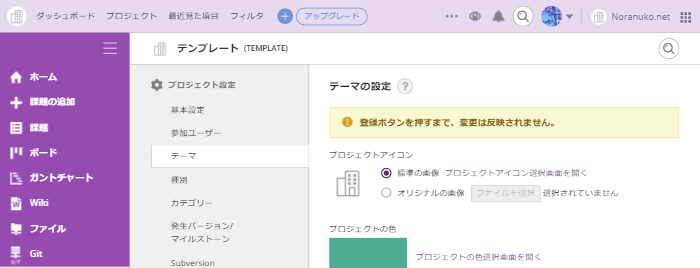 ダッシュボード プロジェクト 最近見た項目 フィルタ アップグレード Noranuko.net
テンプレート (TEMPLATE)
ホーム
課題の追加
課題
ボード
ガントチャート
Wiki
ファイル
Git
プロジェクト設定
基本設定
参加ユーザー
テーマ
種別
カテゴリー
発生バージョン/
マイルストーン
Subversion
テーマの設定 ?
登録ボタンを押すまで、変更は反映されません。
プロジェクトアイコン
標準の画像 プロジェクトアイコン選択画面を開く
オリジナルの画像 ファイルを選択 選択されていません
プロジェクトの色
プロジェクトの色選択画面を開く